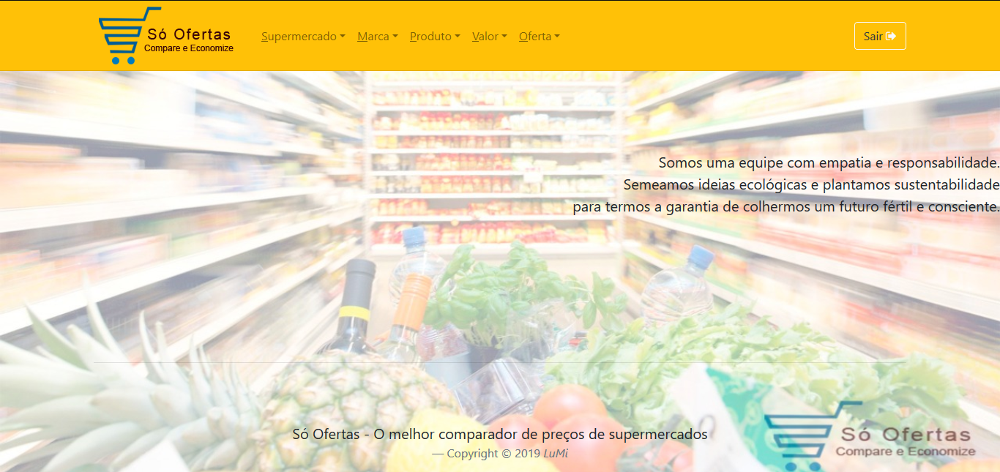 Só Ofertas
Compare e Economize
Supermercado Marca Produto Valor Oferta Sair
Somos uma equipe com empatia e responsabilidade.
Semeamos ideias ecológicas e plantamos sustentabilidade
para termos a garantia de colhermos um futuro fértil e consciente.
Só Ofertas - O melhor comparador de preços de supermercados
— Copyright © 2019 LuMi
Só Ofertas
Compare e Economize